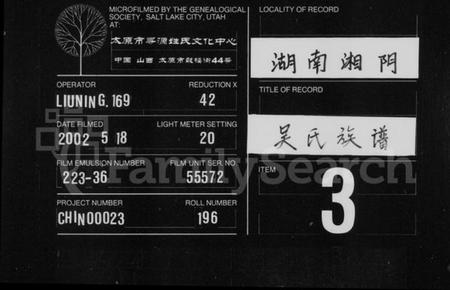 MICROFILMED BY THE GENEALOGICAL
SOCIETY, SALT LAKE CITY, UTAH
AT:
太原市寻源姓氏文化中心
中国 山西 太原市鼓楼街44号
OPERATOR
REDUCTION X
LIUNING. 169
42
DATE FILMED
LIGHT METER SETTING
2002 5 18
20
FILM EMULSION NUMBER
FILM UNIT SER. NO.
223-36
55572
PROJECT NUMBER
ROLL NUMBER
CHIN00023
196
LOCALITY OF RECORD
湖南湘阴
TITLE OF RECORD
吴氏族谱
ITEM
3
FamilySearch